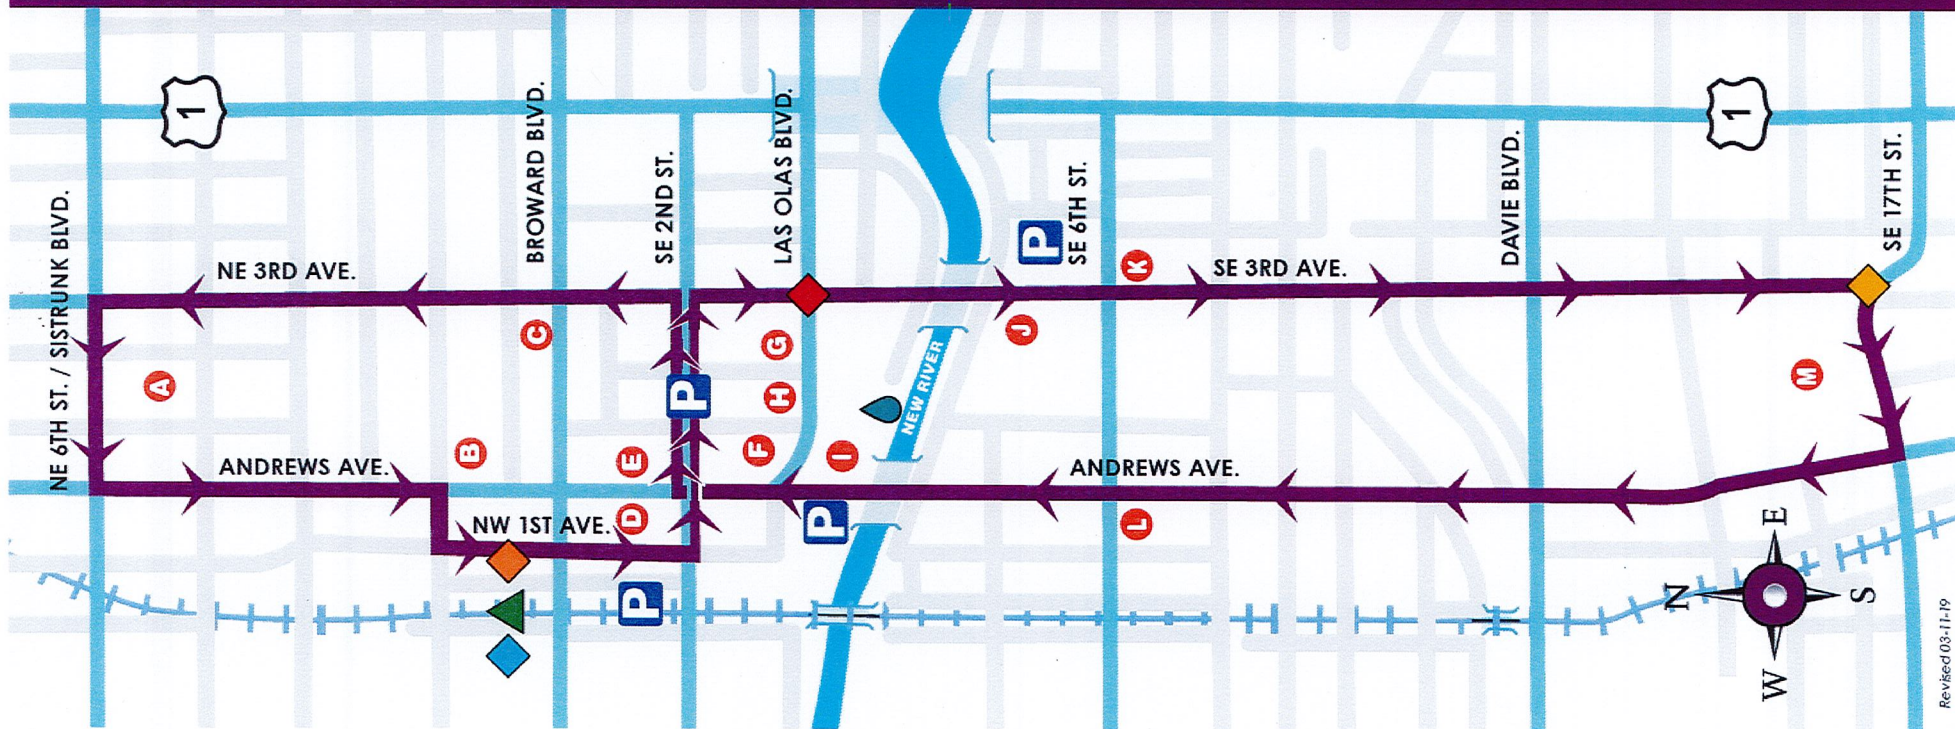 NE 6TH ST. / SISTRUNK BLVD.
1
BROWARD BLVD.
SE 2ND ST.
LAS OLAS BLVD.
SE 6TH ST.
DAVIE BLVD.
1
SE 17TH ST.
NE 3RD AVE.
SE 3RD AVE.
P
K
C
G
J
NEW RIVER
A
P
H
M
B
E
F
I
ANDREWS AVE.
ANDREWS AVE.
NW 1ST AVE.
D
P
L
P
N
E
S
W
Revised 03-11-19